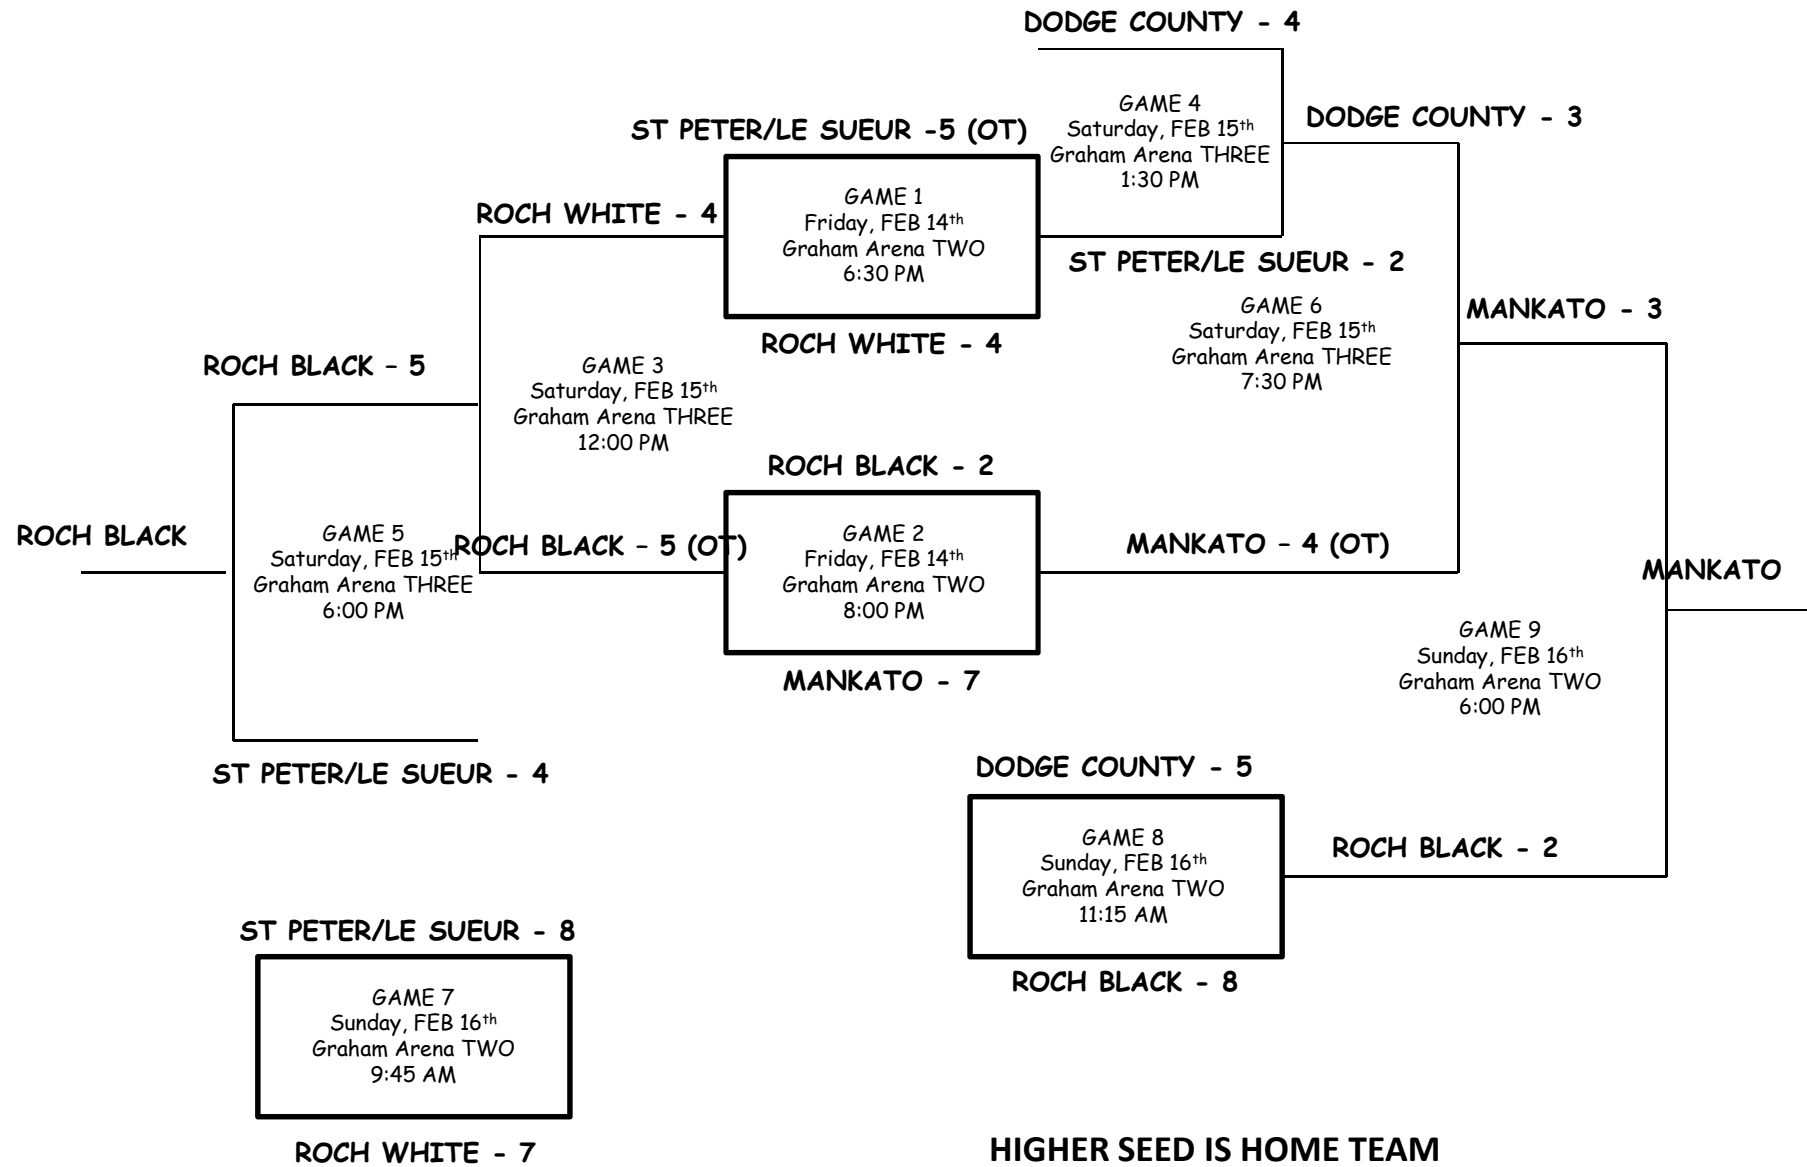 DODGE COUNTY - 4
GAME 4
Saturday, FEB 15th
Graham Arena THREE
1:30 PM
DODGE COUNTY - 3
ST PETER/LE SUEUR -5 (OT)
GAME 1
Friday, FEB 14th
Graham Arena TWO
6:30 PM
ROCH WHITE - 4
ST PETER/LE SUEUR - 2
ROCH WHITE - 4
GAME 6
Saturday, FEB 15th
Graham Arena THREE
7:30 PM
MANKATO - 3
ROCH BLACK – 5
GAME 3
Saturday, FEB 15th
Graham Arena THREE
12:00 PM
ROCH BLACK - 2
GAME 2
Friday, FEB 14th
Graham Arena TWO
8:00 PM
MANKATO - 7
ROCH BLACK
GAME 5
Saturday, FEB 15th
Graham Arena THREE
6:00 PM
ROCH BLACK – 5 (OT)
MANKATO – 4 (OT)
MANKATO
GAME 9
Sunday, FEB 16th
Graham Arena TWO
6:00 PM
ST PETER/LE SUEUR - 4
DODGE COUNTY - 5
GAME 8
Sunday, FEB 16th
Graham Arena TWO
11:15 AM
ROCH BLACK - 8
ROCH BLACK - 2
ST PETER/LE SUEUR - 8
GAME 7
Sunday, FEB 16th
Graham Arena TWO
9:45 AM
ROCH WHITE - 7
HIGHER SEED IS HOME TEAM